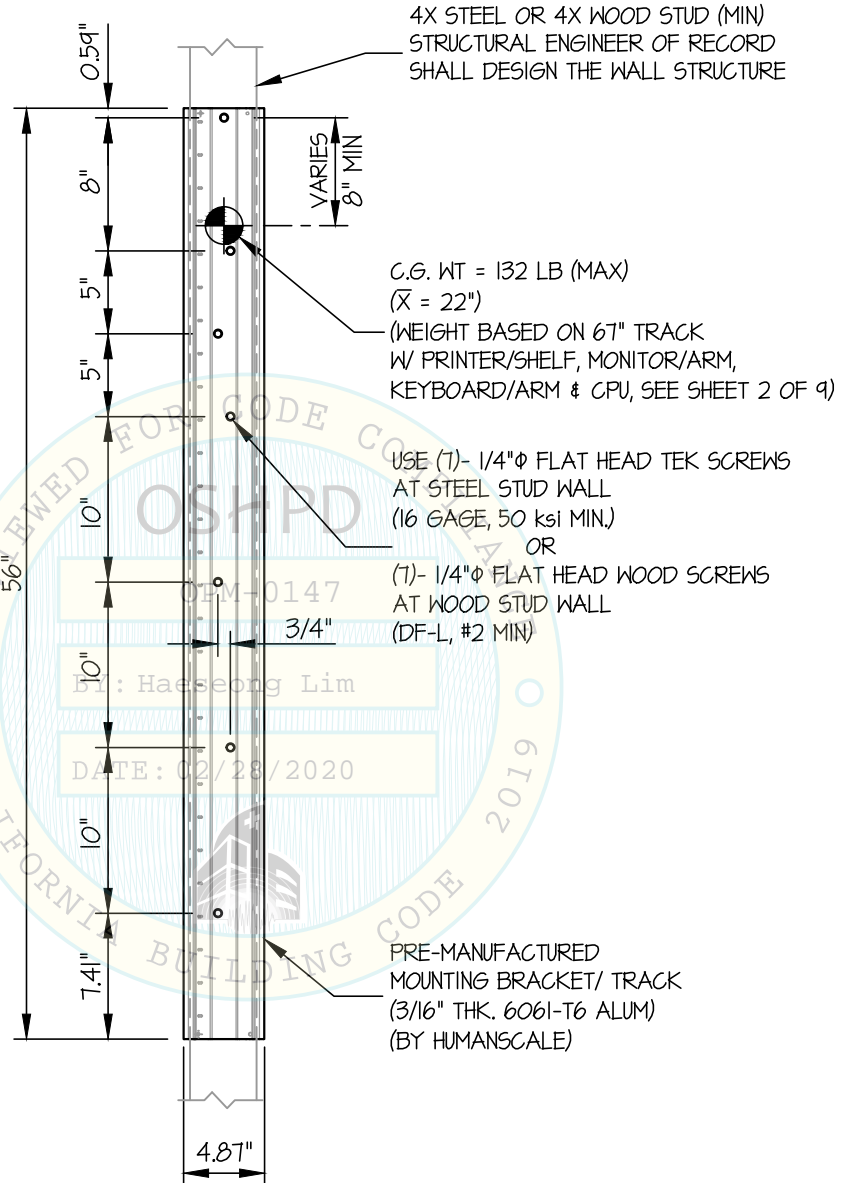 4X STEEL OR 4X WOOD STUD (MIN)
STRUCTURAL ENGINEER OF RECORD
SHALL DESIGN THE WALL STRUCTURE
0.59"
8"
5"
5"
10"
10"
10"
7.41"
56"
VARIES
8" MIN
C.G. WT = 132 LB (MAX)
(X̅ = 22")
(WEIGHT BASED ON 67" TRACK
W/ PRINTER/SHELF, MONITOR/ARM,
KEYBOARD/ARM & CPU, SEE SHEET 2 OF 9)
USE (7)- 1/4"Φ FLAT HEAD TEK SCREWS
AT STEEL STUD WALL
(16 GAGE, 50 ksi MIN.)
OR
(7)- 1/4"Φ FLAT HEAD WOOD SCREWS
AT WOOD STUD WALL
(DF-L, #2 MIN)
3/4"
PRE-MANUFACTURED
MOUNTING BRACKET/ TRACK
(3/16" THK. 6061-T6 ALUM)
(BY HUMANSCALE)
4.87"
FOR CODE COMPLIANCE
OSHPD
OPM-0147
BY: Haeseong Lim
DATE: 02/28/2020
BUILDING CODE 2019